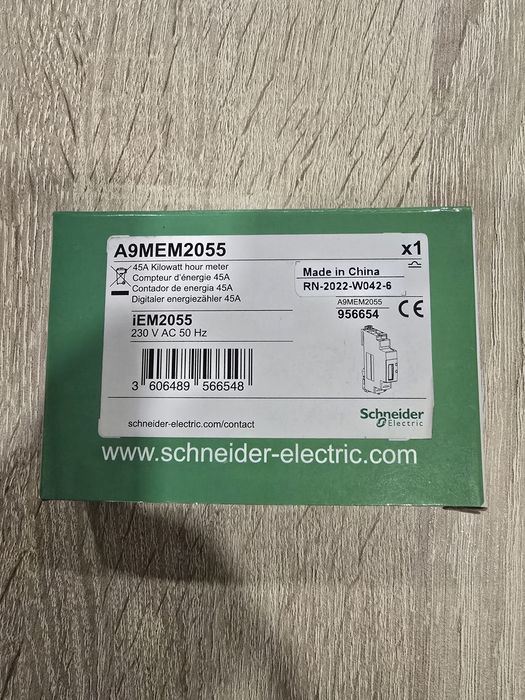 A9MEM2055
x1
45A Kilowatt hour meter
Compteur d'énergie 45A
Contador de energia 45A
Digitaler energiezähler 45A
Made in China
RN-2022-W042-6
A9MEM2055
956654
CE
iEM2055
230 V AC 50 Hz
3 606489 566548
schneider-electric.com/contact
Schneider
Electric
www.schneider-electric.com